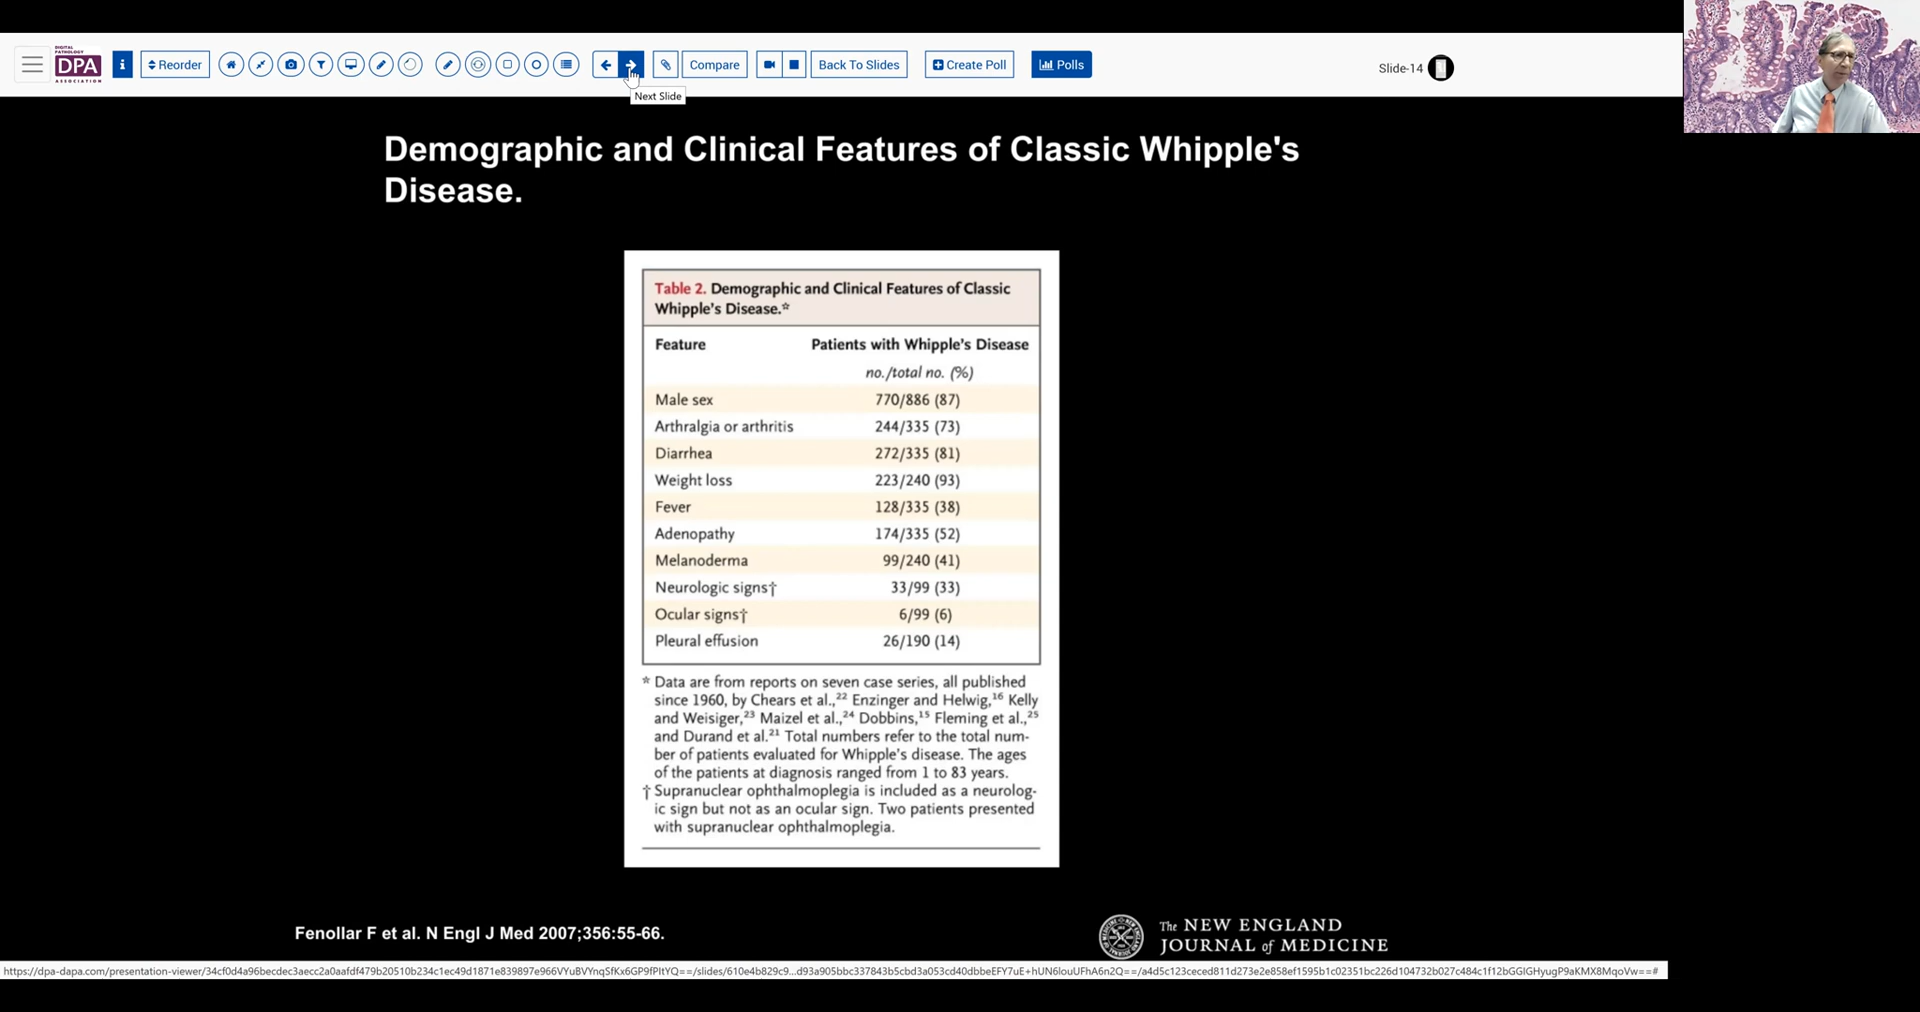 DIGITAL PATHOLOGY
DPA
ASSOCIATION
i
Reorder
Compare
Back To Slides
Create Poll
Polls
Slide-14
Next Slide
Demographic and Clinical Features of Classic Whipple's
Disease.
Table 2. Demographic and Clinical Features of Classic
Whipple's Disease.*
Feature Patients with Whipple's Disease
no./total no. (%)
Male sex 770/886 (87)
Arthralgia or arthritis 244/335 (73)
Diarrhea 272/335 (81)
Weight loss 223/240 (93)
Fever 128/335 (38)
Adenopathy 174/335 (52)
Melanoderma 99/240 (41)
Neurologic signs† 33/99 (33)
Ocular signs† 6/99 (6)
Pleural effusion 26/190 (14)
* Data are from reports on seven case series, all published
since 1960, by Chears et al.,22 Enzinger and Helwig,16 Kelly
and Weisiger,23 Maizel et al.,24 Dobbins,15 Fleming et al.,25
and Durand et al.21 Total numbers refer to the total num-
ber of patients evaluated for Whipple's disease. The ages
of the patients at diagnosis ranged from 1 to 83 years.
† Supranuclear ophthalmoplegia is included as a neurolog-
ic sign but not as an ocular sign. Two patients presented
with supranuclear ophthalmoplegia.
Fenollar F et al. N Engl J Med 2007;356:55-66.
The NEW ENGLAND
JOURNAL of MEDICINE